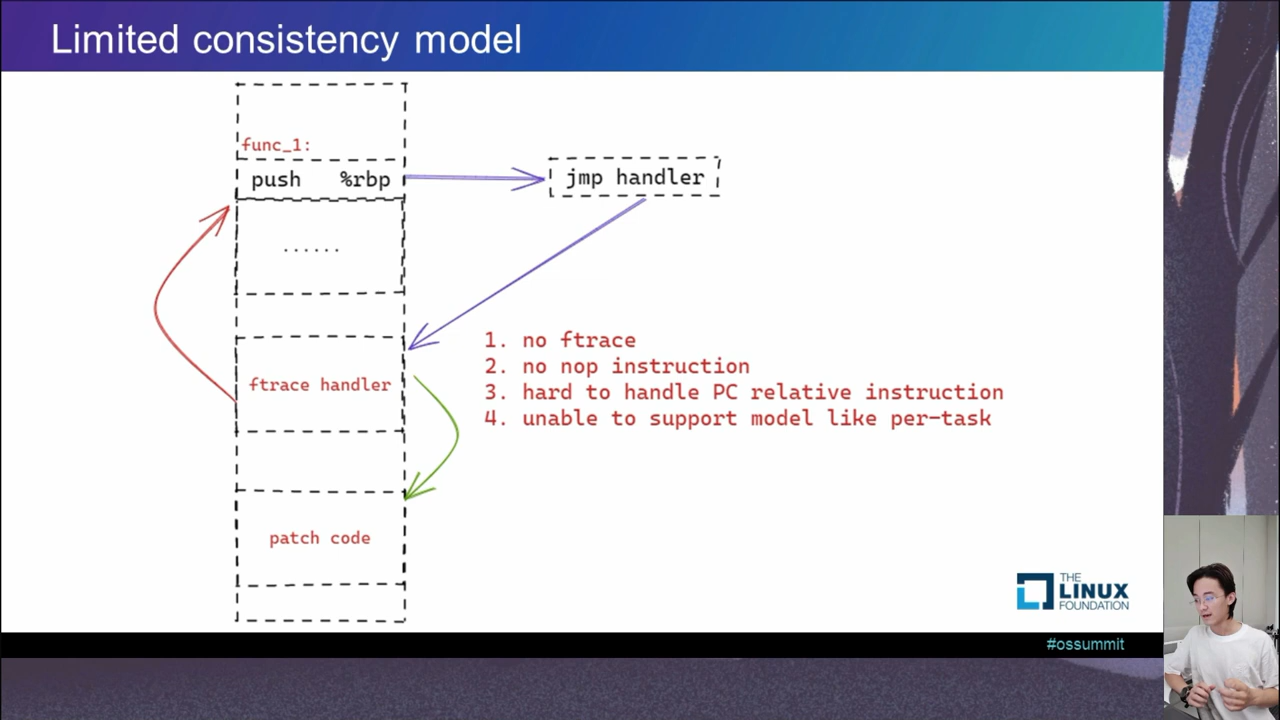 Limited consistency model
func_1:
push %rbp
jmp handler
......
1. no ftrace
2. no nop instruction
3. hard to handle PC relative instruction
4. unable to support model like per-task
ftrace handler
patch code
THE
LINUX
FOUNDATION
#ossummit